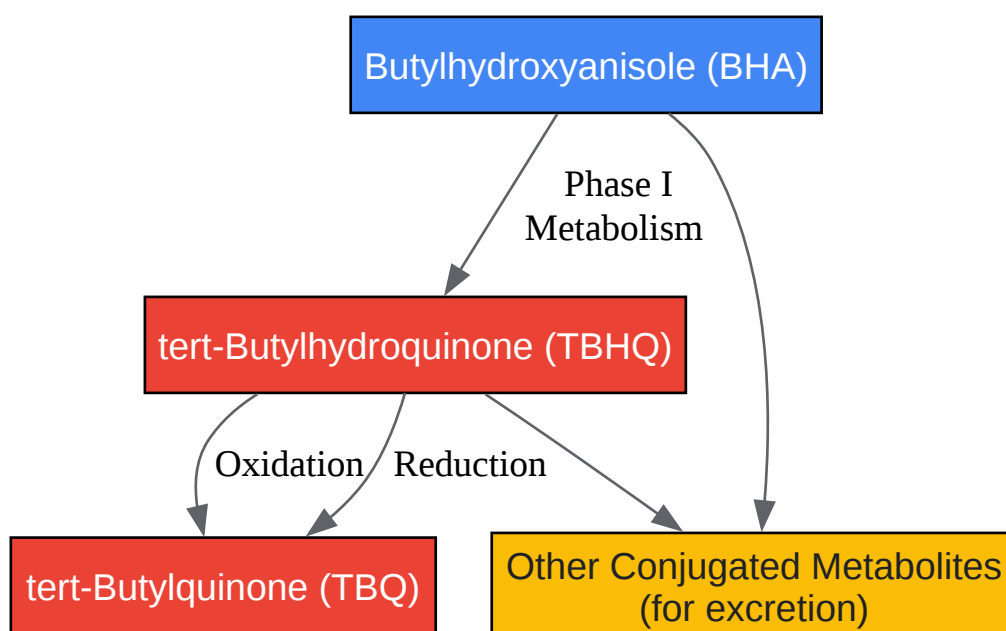 Butylhydroxyanisole (BHA)
Phase I
Metabolism
tert-Butylhydroquinone (TBHQ)
Oxidation
Reduction
tert-Butylquinone (TBQ)
Other Conjugated Metabolites
(for excretion)